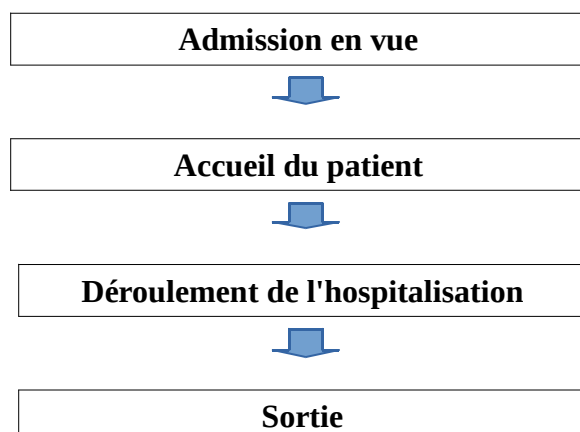 Admission en vue
Accueil du patient
Déroulement de l'hospitalisation
Sortie